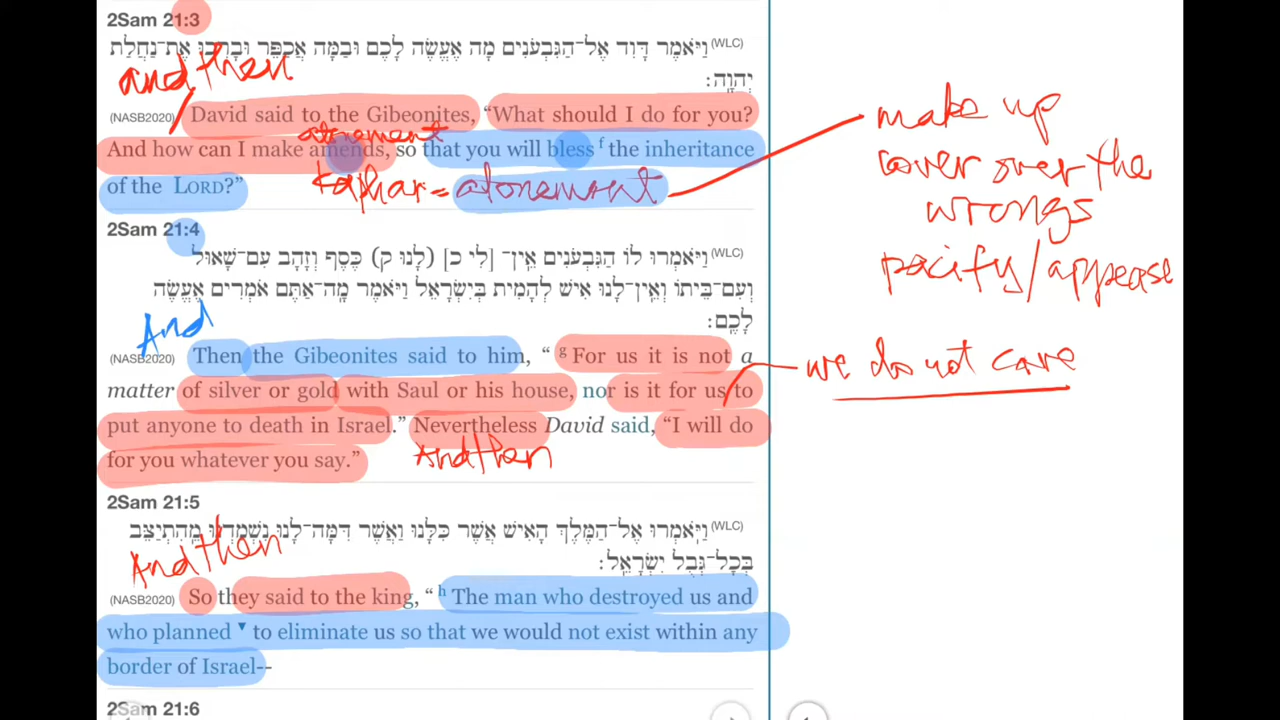 2Sam 21:3
(WLC) וַיֹּאמֶר דָּוִד אֶל־הַגִּבְעֹנִים מָה אֶעֱשֶׂה לָכֶם וּבַמָּה אֲכַפֵּר וּבָרְכוּ אֶת־נַחֲלַת
יְהוָה׃
and then
(NASB2020) David said to the Gibeonites, “What should I do for you?
atonement
And how can I make amends, so that you will bless f the inheritance
of the LORD?”
kaphar = atonement
make up
cover over the
wrongs
pacify/appease
2Sam 21:4
(WLC) וַיֹּאמְרוּ לוֹ הַגִּבְעֹנִים אֵין־ [לִי כ] (לָנוּ ק) כֶּסֶף וְזָהָב עִם־שָׁאוּל
וְעִם־בֵּיתוֹ וְאֵין־לָנוּ אִישׁ לְהָמִית בְּיִשְׂרָאֵל וַיֹּאמֶר מָה־אַתֶּם אֹמְרִים אֶעֱשֶׂה
לָכֶם׃
And
(NASB2020) Then the Gibeonites said to him, “ g For us it is not a
matter of silver or gold with Saul or his house, nor is it for us to
put anyone to death in Israel.” Nevertheless David said, “I will do
for you whatever you say.”
And then
we do not care
2Sam 21:5
(WLC) וַיֹּאמְרוּ אֶל־הַמֶּלֶךְ הָאִישׁ אֲשֶׁר כִּלָּנוּ וַאֲשֶׁר דִּמָּה־לָנוּ נִשְׁמַדְנוּ מֵהִתְיַצֵּב
בְּכָל־גְּבֻל יִשְׂרָאֵל׃
And then
(NASB2020) So they said to the king, “ h The man who destroyed us and
who planned ▼ to eliminate us so that we would not exist within any
border of Israel--
2Sam 21:6